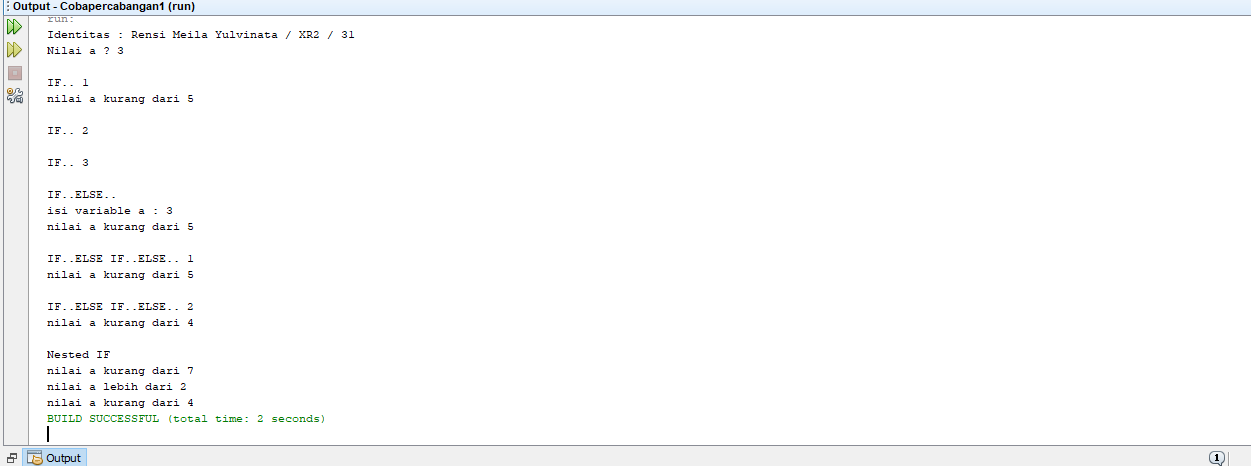 Output - Cobapercabangan1 (run)
run:
Identitas : Rensi Meila Yulvinata / XR2 / 31
Nilai a ? 3
IF.. 1
nilai a kurang dari 5
IF.. 2
IF.. 3
IF..ELSE..
isi variable a : 3
nilai a kurang dari 5
IF..ELSE IF..ELSE.. 1
nilai a kurang dari 5
IF..ELSE IF..ELSE.. 2
nilai a kurang dari 4
Nested IF
nilai a kurang dari 7
nilai a lebih dari 2
nilai a kurang dari 4
BUILD SUCCESSFUL (total time: 2 seconds)
Output
1